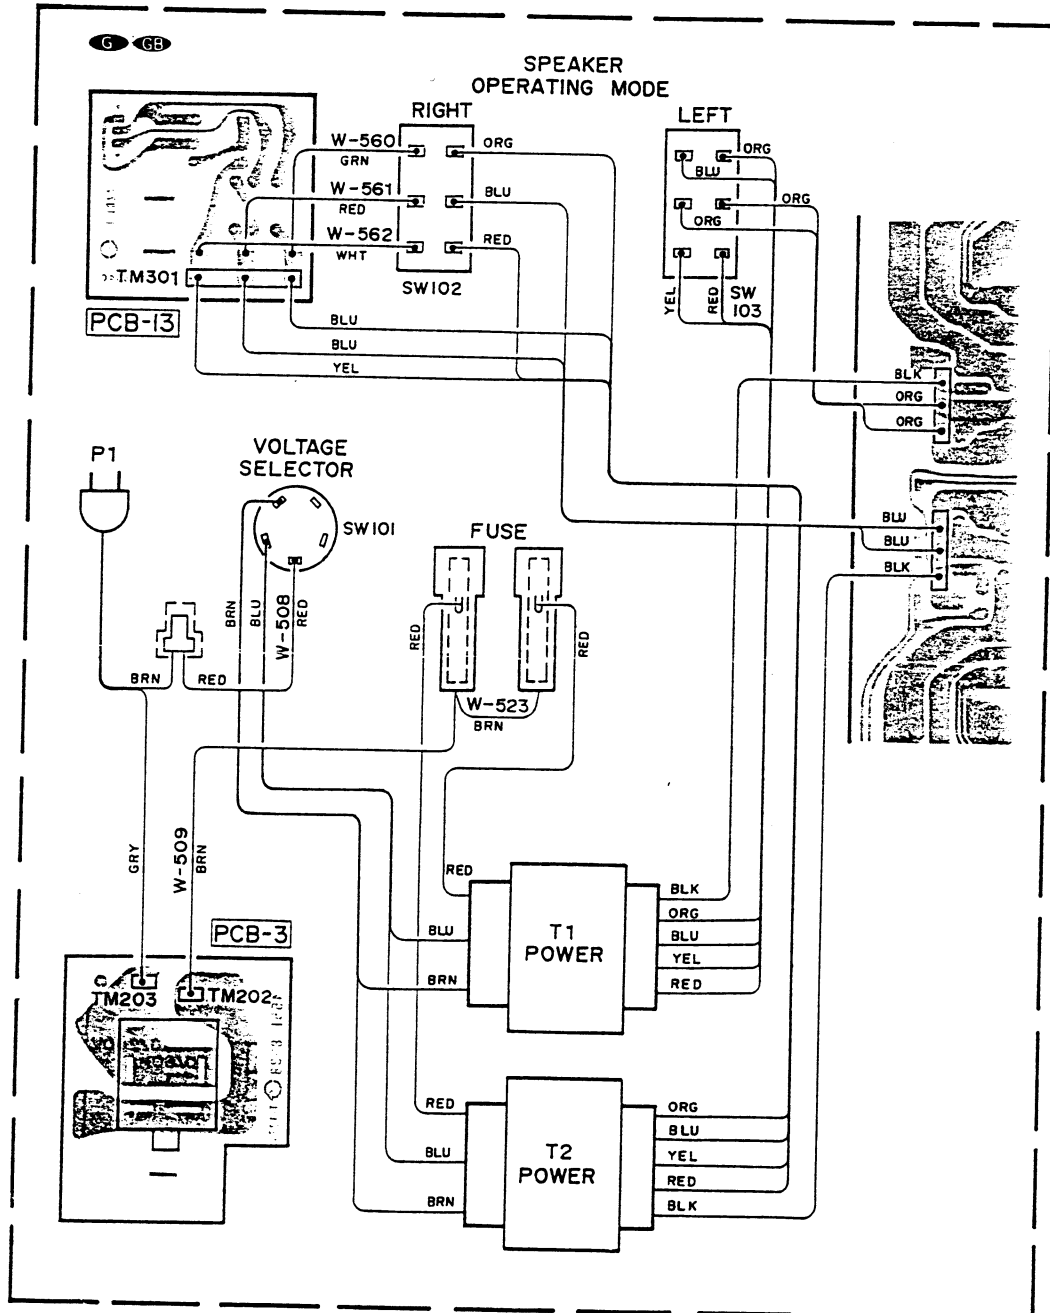 G GB
SPEAKER
OPERATING MODE
RIGHT
LEFT
W-560
GRN
ORG
ORG
BLU
W-561
RED
BLU
ORG
ORG
W-562
WHT
RED
TM301
SW102
YEL
RED
SW
103
PCB-13
BLU
BLU
YEL
BLK
ORG
ORG
P1
VOLTAGE
SELECTOR
SW101
FUSE
BLU
BLU
BLK
BRN
BLU
W-508
RED
RED
RED
BRN
RED
W-523
BRN
GRY
W-509
BRN
RED
BLU
BRN
T1
POWER
BLK
ORG
BLU
YEL
RED
PCB-3
TM203
TM202
RED
BLU
BRN
T2
POWER
ORG
BLU
YEL
RED
BLK